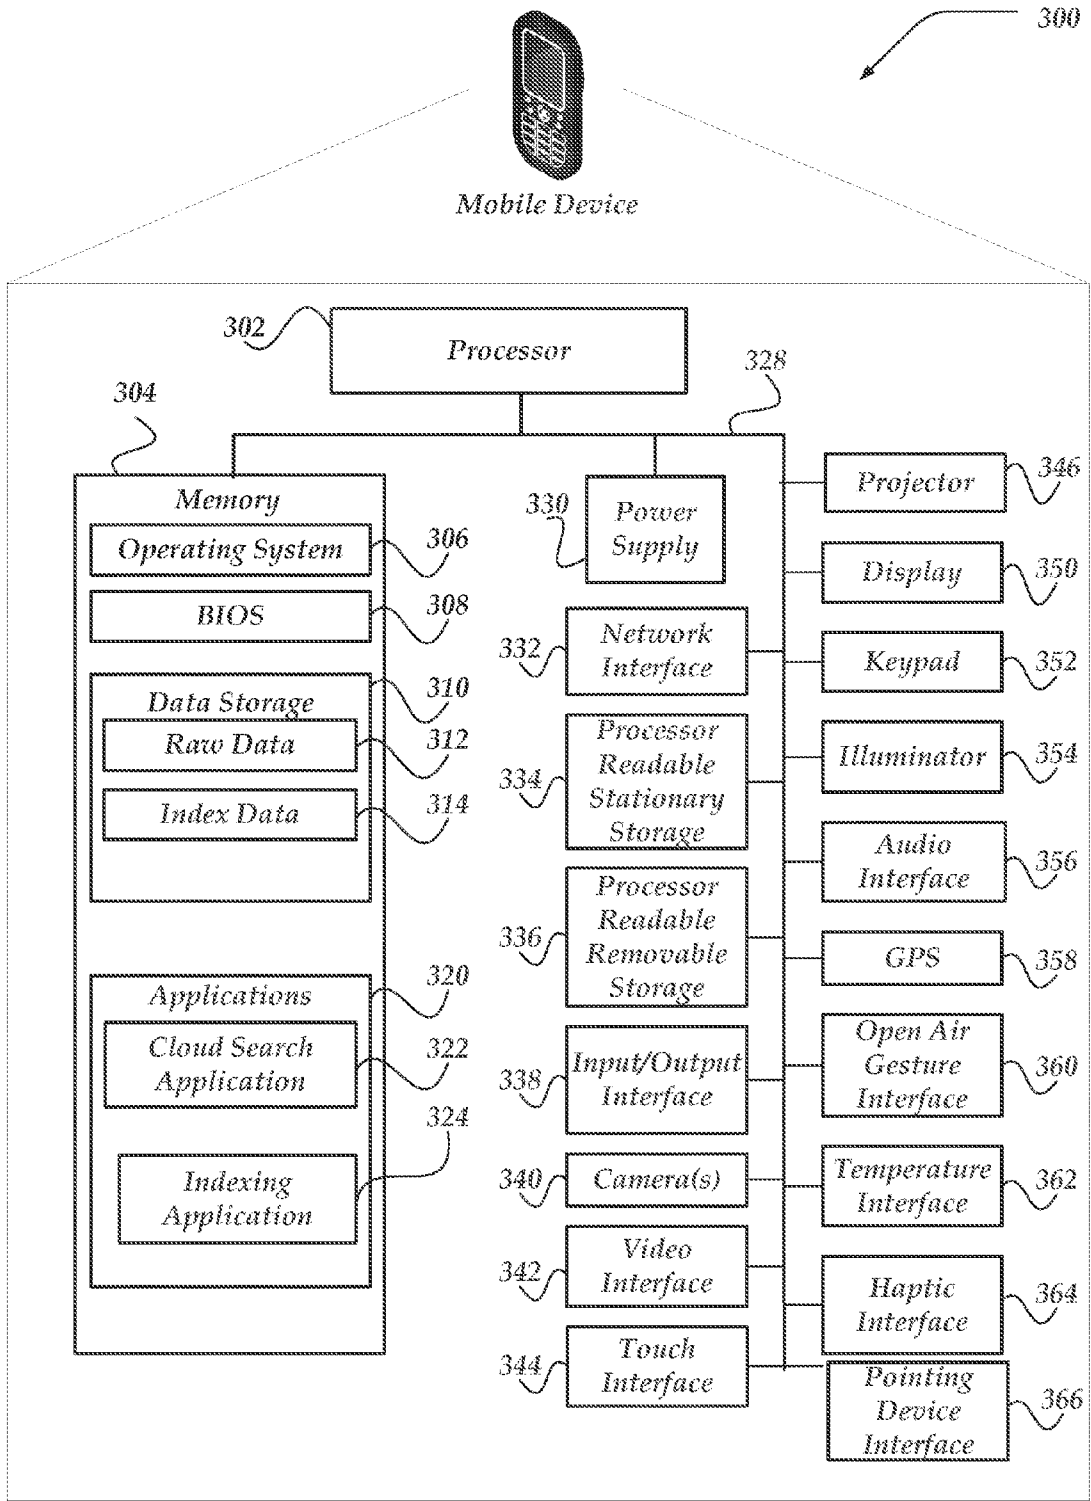 300
Mobile Device
302
Processor
328
304
Memory
Operating System
306
BIOS
308
Data Storage
310
Raw Data
312
Index Data
314
Applications
320
Cloud Search
Application
322
324
Indexing
Application
330
Power
Supply
332
Network
Interface
334
Processor
Readable
Stationary
Storage
336
Processor
Readable
Removable
Storage
338
Input/Output
Interface
340
Camera(s)
342
Video
Interface
344
Touch
Interface
Projector
346
Display
350
Keypad
352
Illuminator
354
Audio
Interface
356
GPS
358
Open Air
Gesture
Interface
360
Temperature
Interface
362
Haptic
Interface
364
Pointing
Device
Interface
366